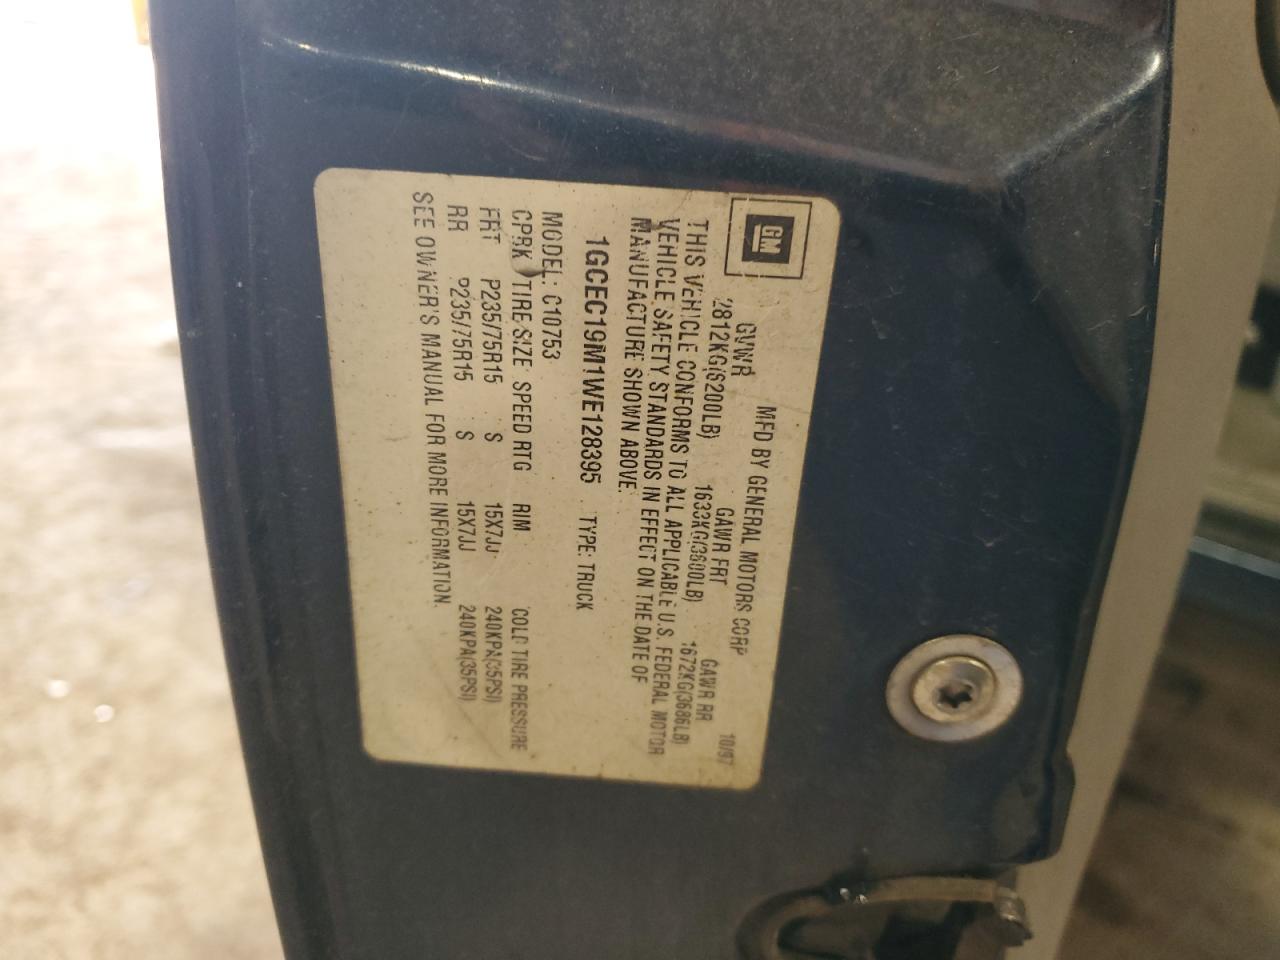 GM
MFD BY GENERAL MOTORS CORP 10/97
GVWR GAWR FRT GAWR RR
2812KG(6200LB) 1633KG(3600LB) 1672KG(3686LB)
THIS VEHICLE CONFORMS TO ALL APPLICABLE U.S. FEDERAL MOTOR
VEHICLE SAFETY STANDARDS IN EFFECT ON THE DATE OF
MANUFACTURE SHOWN ABOVE.
1GCEC19M1WE128395 TYPE: TRUCK
MODEL: C10753
CPRK TIRE SIZE SPEED RTG RIM COLD TIRE PRESSURE
FRT P235/75R15 S 15X7JJ 240KPA(35PSI)
RR P235/75R15 S 15X7JJ 240KPA(35PSI)
SEE OWNER'S MANUAL FOR MORE INFORMATION.